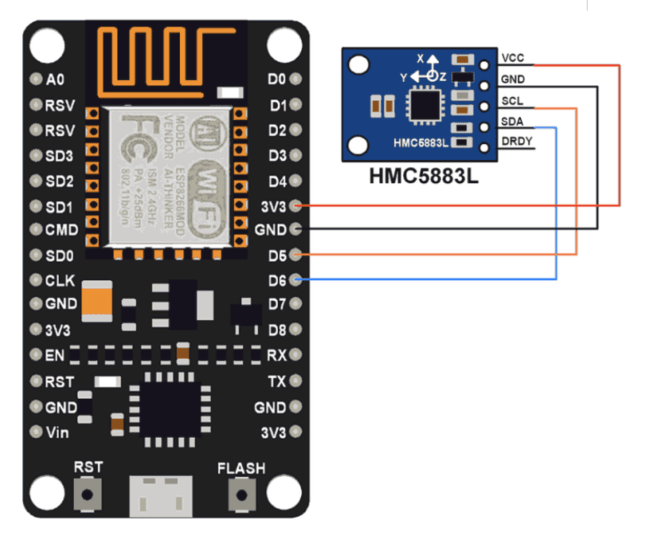 A0
RSV
RSV
SD3
SD2
SD1
CMD
SD0
CLK
GND
3V3
EN
RST
GND
Vin
D0
D1
D2
D3
D4
3V3
GND
D5
D6
D7
D8
RX
TX
GND
3V3
MODEL ESP8266MOD
VENDOR AI-THINKER
ISM 2.4GHz
PA +25dBm
802.11b/g/n
FC
AI
WiFi
RST
FLASH
X
Y
Z
HMC5883L
VCC
GND
SCL
SDA
DRDY
HMC5883L